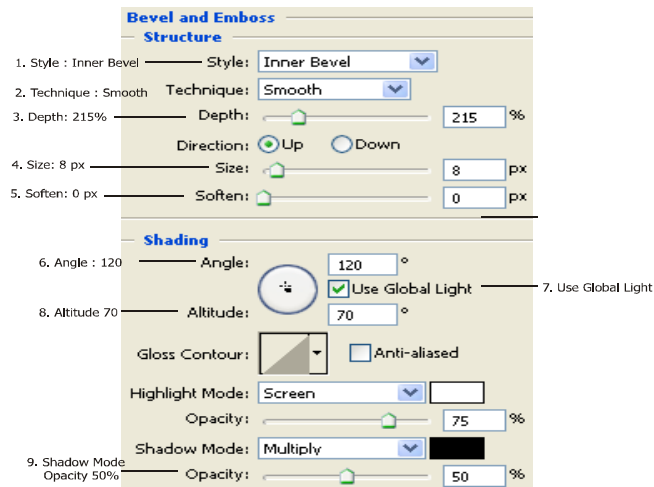 Bevel and Emboss
Structure
1. Style : Inner Bevel Style: Inner Bevel
2. Technique : Smooth Technique: Smooth
3. Depth: 215% Depth: 215 %
Direction: Up Down
4. Size: 8 px Size: 8 px
5. Soften: 0 px Soften: 0 px
Shading
6. Angle : 120 Angle: 120 °
Use Global Light 7. Use Global Light
8. Altitude 70 Altitude: 70 °
Gloss Contour: Anti-aliased
Highlight Mode: Screen
Opacity: 75 %
Shadow Mode: Multiply
9. Shadow Mode
Opacity 50% Opacity: 50 %